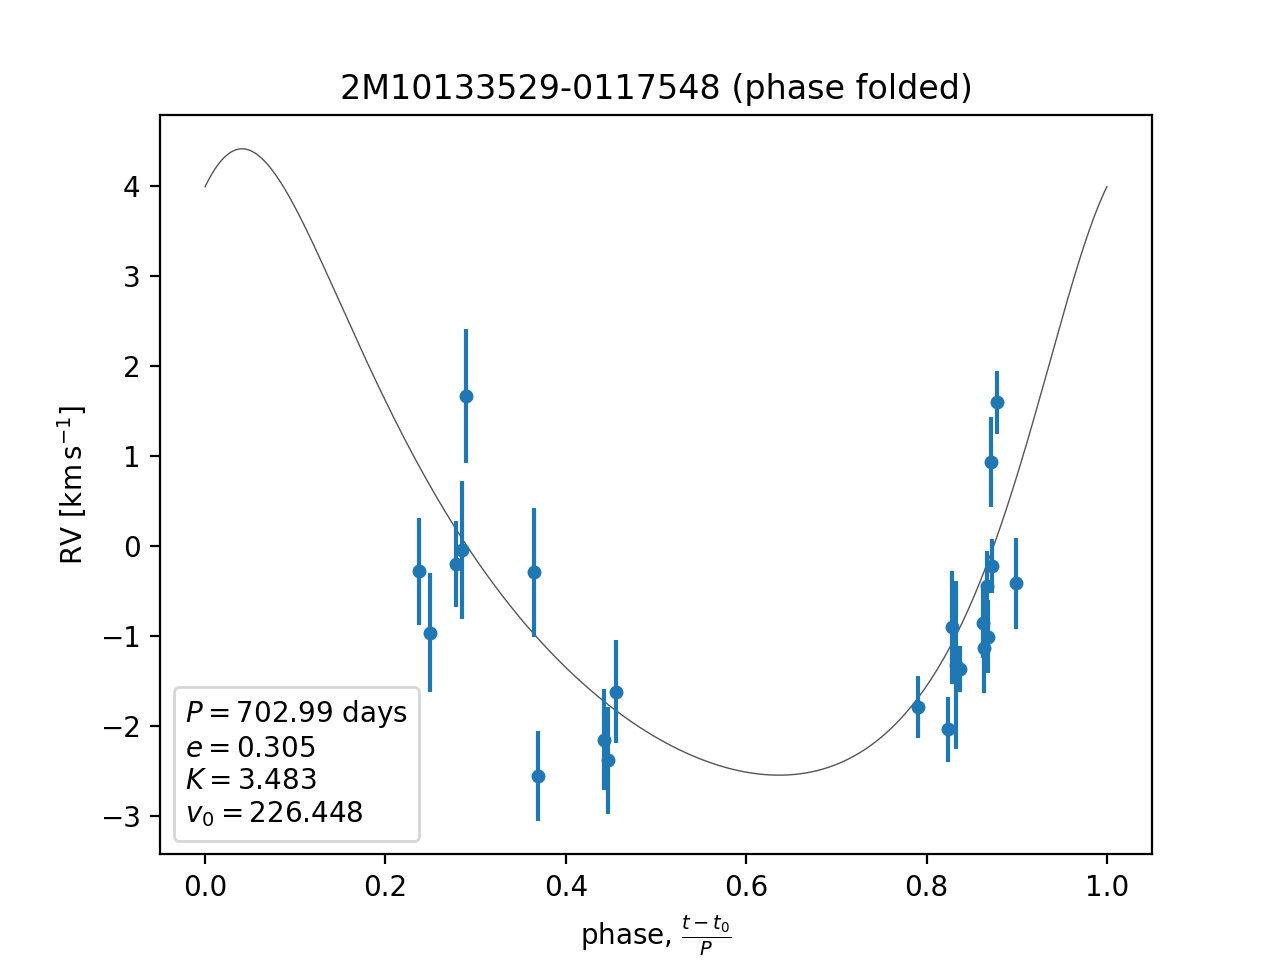 2M10133529-0117548 (phase folded)
RV [km s⁻¹]
4
3
2
1
0
−1
−2
−3
P = 702.99 days
e = 0.305
K = 3.483
v₀ = 226.448
0.0 0.2 0.4 0.6 0.8 1.0
phase, (t − t₀)/P